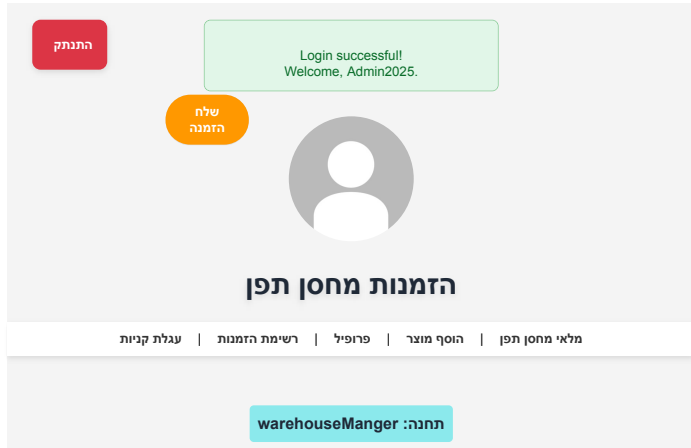 התנתק
Login successful!
Welcome, Admin2025.
שלח
הזמנה
הזמנות מחסן תפן
מלאי מחסן תפן | הוסף מוצר | פרופיל | רשימת הזמנות | עגלת קניות
תחנה: warehouseManger